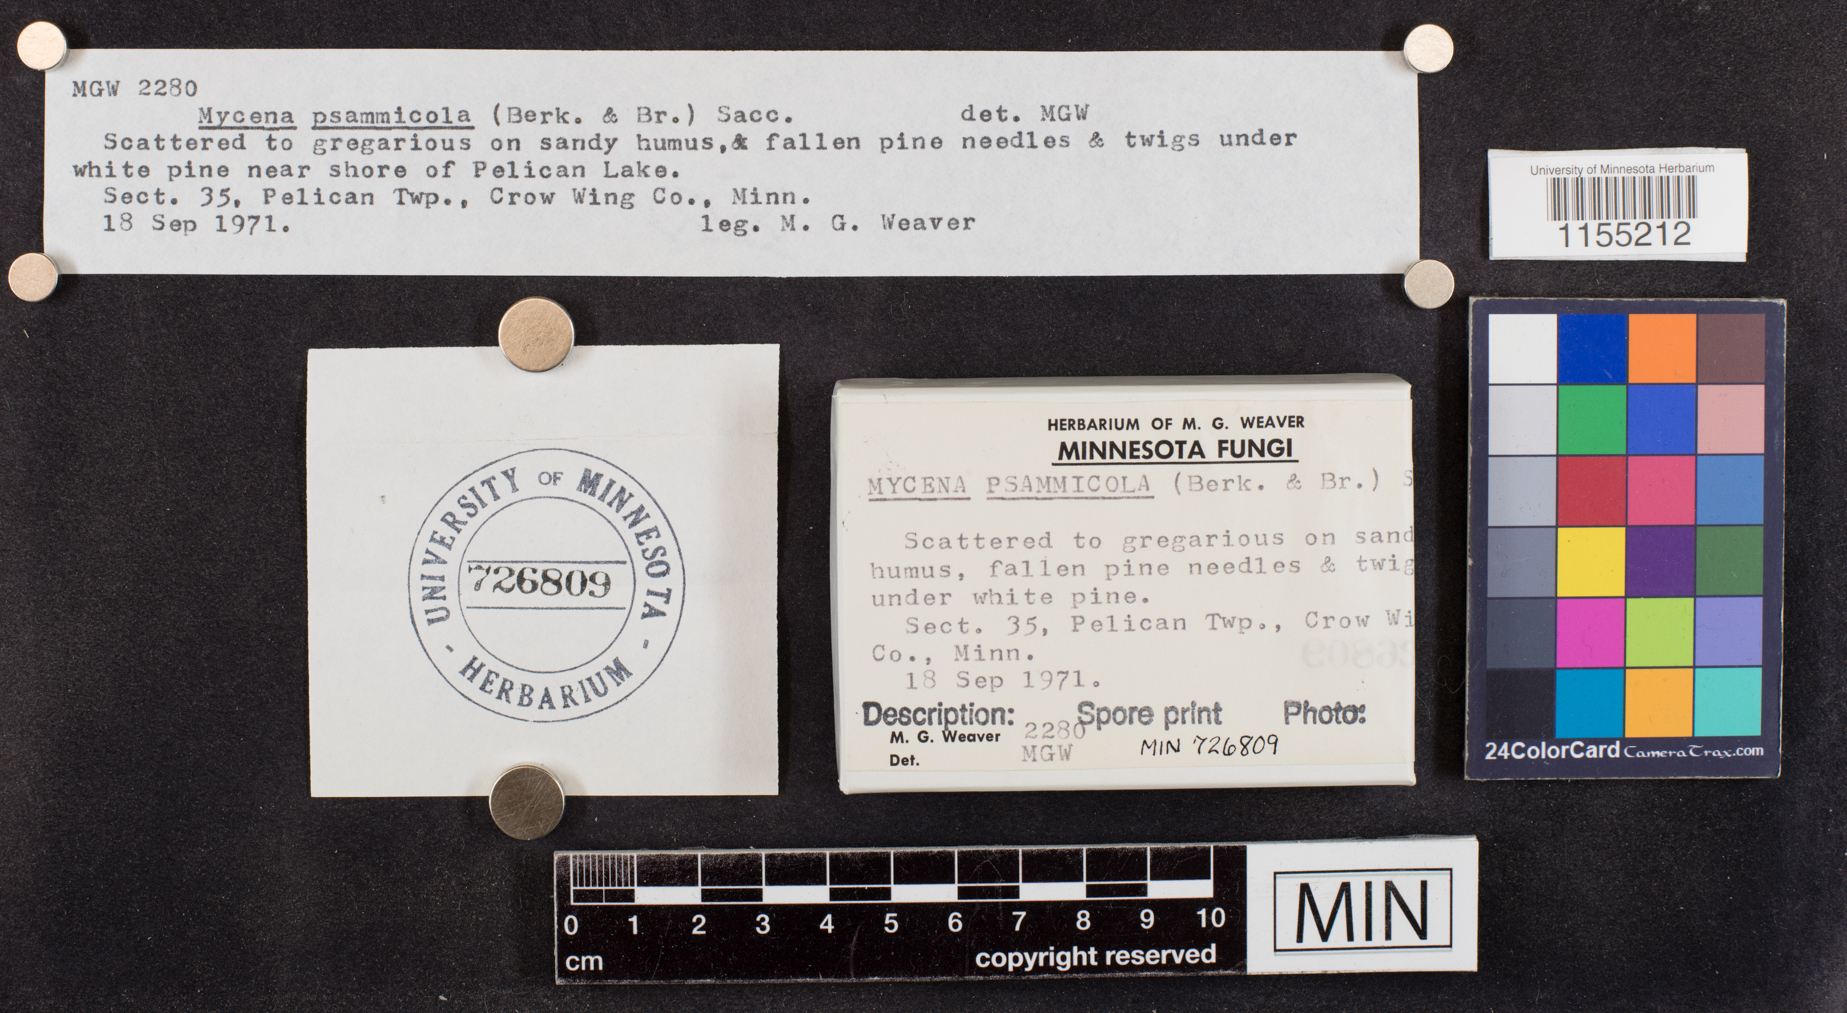 MGW 2280
Mycena psammicola (Berk. & Br.) Sacc. det. MGW
Scattered to gregarious on sandy humus,& fallen pine needles & twigs under
white pine near shore of Pelican Lake.
Sect. 35, Pelican Twp., Crow Wing Co., Minn.
18 Sep 1971. leg. M. G. Weaver
University of Minnesota Herbarium
1155212
UNIVERSITY OF MINNESOTA
726809
- HERBARIUM -
HERBARIUM OF M. G. WEAVER
MINNESOTA FUNGI
MYCENA PSAMMICOLA (Berk. & Br.) S
Scattered to gregarious on sand
humus, fallen pine needles & twig
under white pine.
Sect. 35, Pelican Twp., Crow Wi
Co., Minn.
18 Sep 1971.
Description: Spore print Photo:
M. G. Weaver 2280
Det. MGW MIN 726809
24ColorCard CameraTrax.com
0 1 2 3 4 5 6 7 8 9 10
cm copyright reserved
MIN